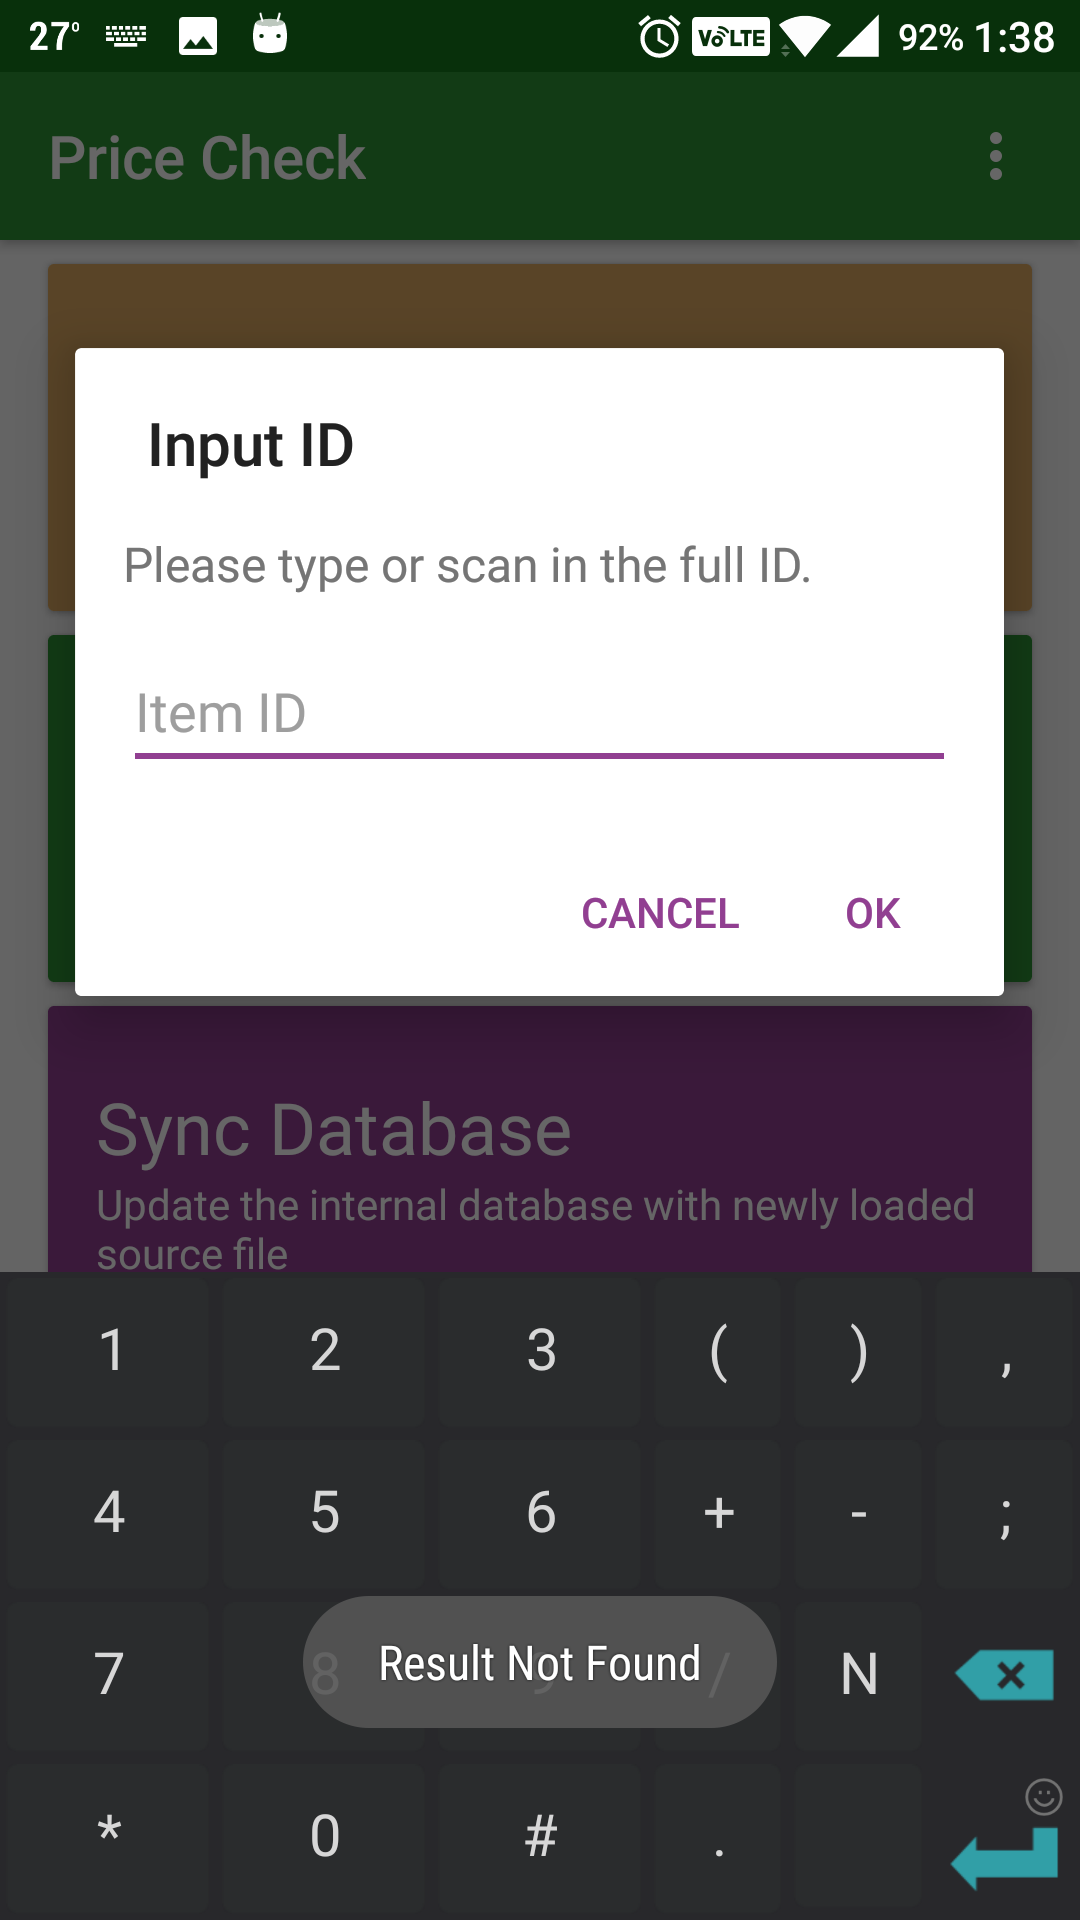 27° VoLTE 92% 1:38
Price Check
Input ID
Please type or scan in the full ID.
Item ID
CANCEL OK
Sync Database
Update the internal database with newly loaded
source file
1 2 3 ( ) ,
4 5 6 + - ;
7 8 9 / N
Result Not Found
* 0 # .